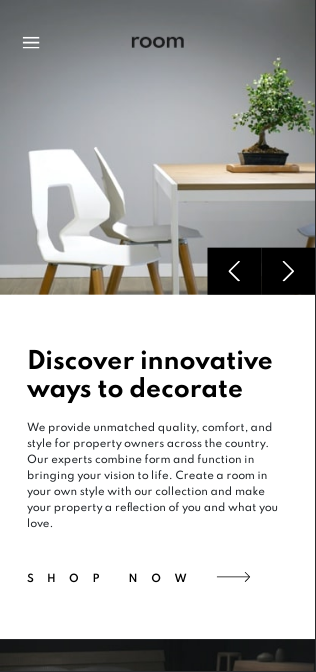 room
Discover innovative
ways to decorate
We provide unmatched quality, comfort, and
style for property owners across the country.
Our experts combine form and function in
bringing your vision to life. Create a room in
your own style with our collection and make
your property a reflection of you and what you
love.
SHOP NOW